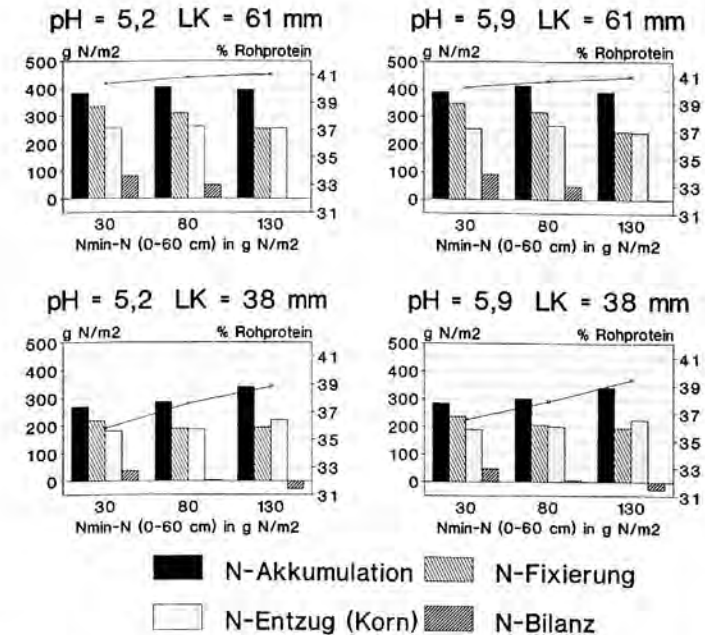 pH = 5,2 LK = 61 mm
g N/m2 % Rohprotein
500
400
300
200
100
0
41
39
37
35
33
31
30 80 130
Nmin-N (0-60 cm) in g N/m2
pH = 5,9 LK = 61 mm
g N/m2 % Rohprotein
500
400
300
200
100
0
41
39
37
35
33
31
30 80 130
Nmin-N (0-60 cm) in g N/m2
pH = 5,2 LK = 38 mm
g N/m2 % Rohprotein
500
400
300
200
100
0
41
39
37
35
33
31
30 80 130
Nmin-N (0-60 cm) in g N/m2
pH = 5,9 LK = 38 mm
g N/m2 % Rohprotein
500
400
300
200
100
0
41
39
37
35
33
31
30 80 130
Nmin-N (0-60 cm) in g N/m2
N-Akkumulation N-Fixierung
N-Entzug (Korn) N-Bilanz